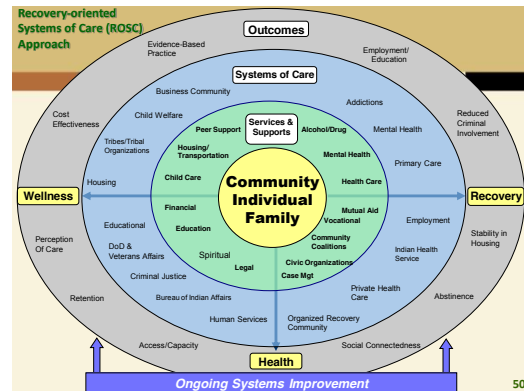 Recovery-oriented
Systems of Care (ROSC)
Approach
Outcomes
Evidence-Based
Practice
Employment/
Education
Systems of Care
Business Community
Addictions
Cost
Effectiveness
Child Welfare
Services &
Supports
Peer Support
Alcohol/Drug
Reduced
Criminal
Involvement
Mental Health
Tribes/Tribal
Organizations
Housing/
Transportation
Mental Health
Primary Care
Child Care
Health Care
Housing
Community
Individual
Family
Wellness
Recovery
Financial
Mutual Aid
Vocational
Educational
Education
Employment
Perception
Of Care
DoD &
Veterans Affairs
Community
Coalitions
Stability in
Housing
Spiritual
Indian Health
Service
Criminal Justice
Legal
Civic Organizations
Case Mgt
Retention
Bureau of Indian Affairs
Private Health
Care
Abstinence
Human Services
Organized Recovery
Community
Access/Capacity
Social Connectedness
Health
Ongoing Systems Improvement
50